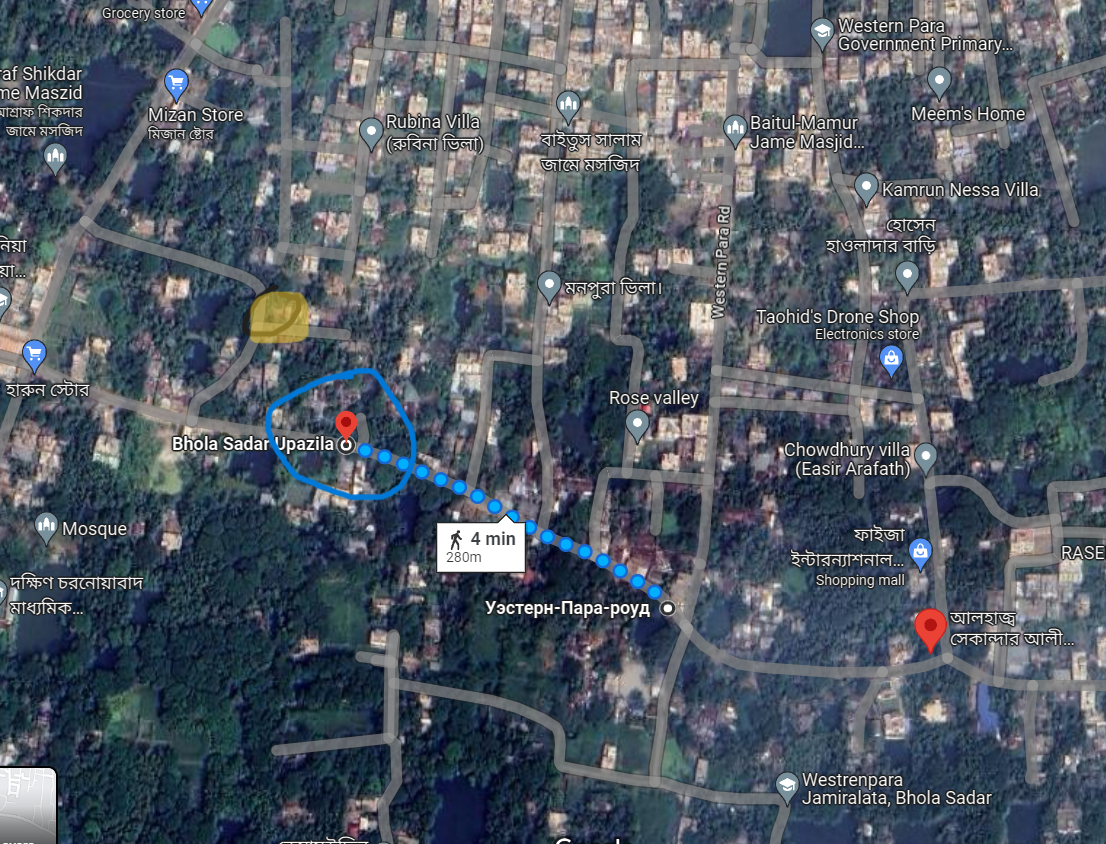 Grocery store
Western Para
Government Primary...
raf Shikdar
ne Maszid
আশ্রাফ শিকদার
জামে মসজিদ
Mizan Store
মিজান ষ্টোর
Rubina Villa
(রুবিনা ভিলা)
বাইতুস সালাম
জামে মসজিদ
Baitul-Mamur
Jame Masjid...
Meem's Home
Kamrun Nessa Villa
হোসেন
হাওলাদার বাড়ি
নিয়া
য়া...
মনপুরা ভিলা।
Western Para Rd
Taohid's Drone Shop
Electronics store
হারুন স্টোর
Rose valley
Bhola Sadar Upazila
Chowdhury villa
(Easir Arafath)
Mosque
4 min
280m
ফাইজা
ইন্টারন্যাশনাল...
Shopping mall
RASE
দক্ষিণ চরনোয়াবাদ
মাধ্যমিক...
Уэстерн-Пара-роуд
আলহাজ্ব
সেকান্দার আলী...
Westrenpara
Jamiralata, Bhola Sadar